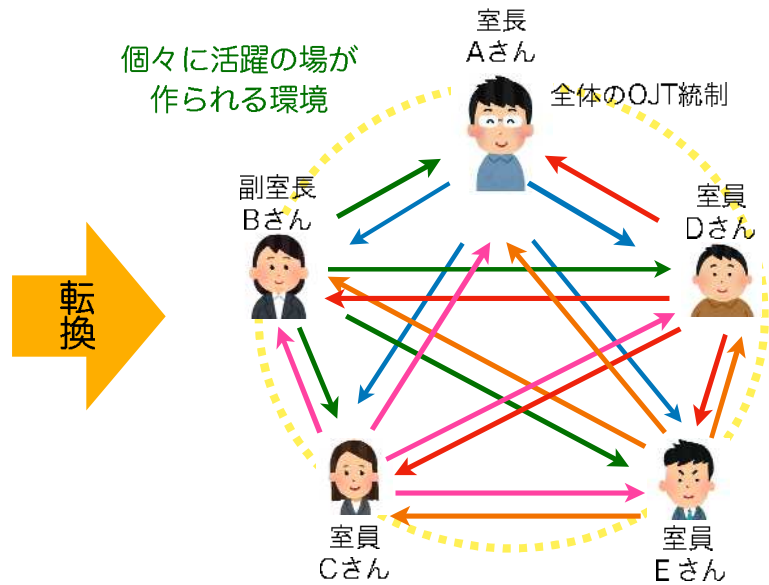 室長
Aさん
個々に活躍の場が
作られる環境
全体のOJT統制
副室長
Bさん
室員
Dさん
転換
室員
Cさん
室員
Eさん